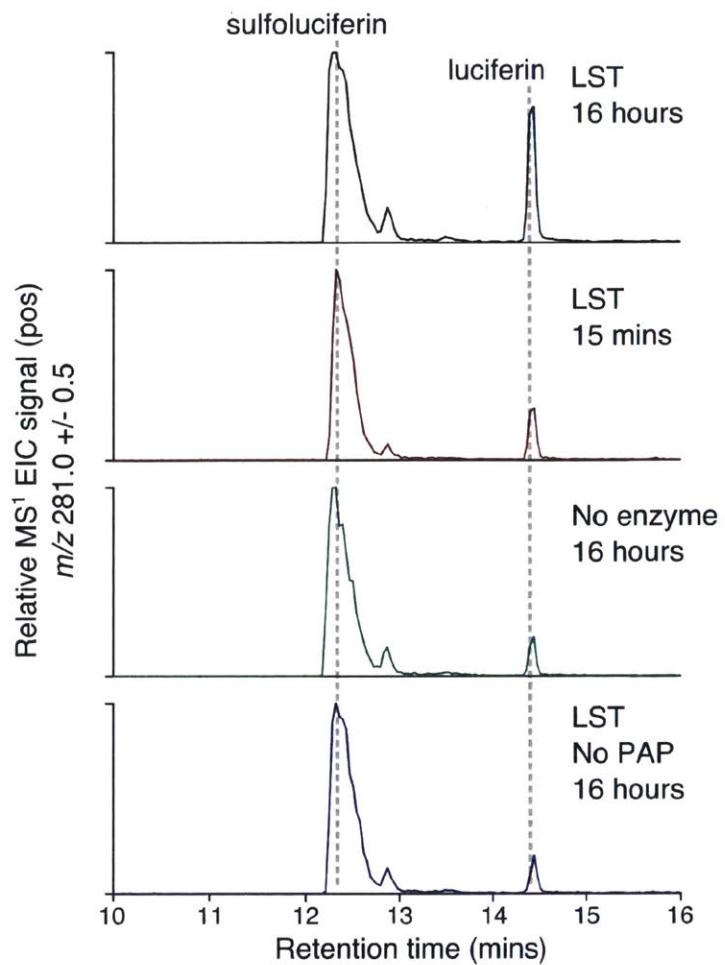 sulfoluciferin
luciferin
LST
16 hours
LST
15 mins
No enzyme
16 hours
LST
No PAP
16 hours
Relative MS¹ EIC signal (pos)
m/z 281.0 +/- 0.5
10 11 12 13 14 15 16
Retention time (mins)